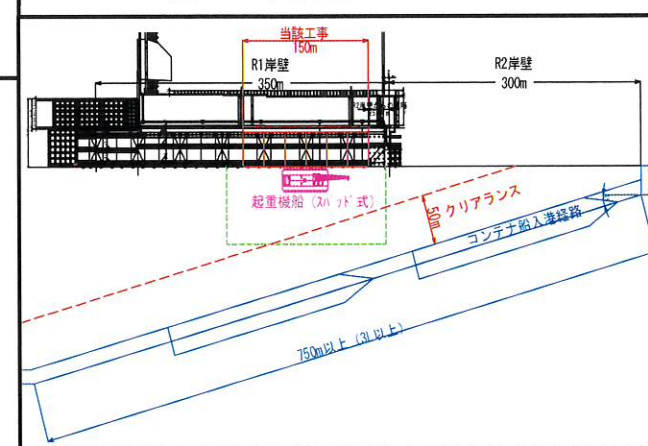 当該工事
150m
R1岸壁
350m
R2岸壁
300m
起重機船 (スパッド式)
クリアランス
50m
コンテナ船入港経路
750m以上 (3L以上)